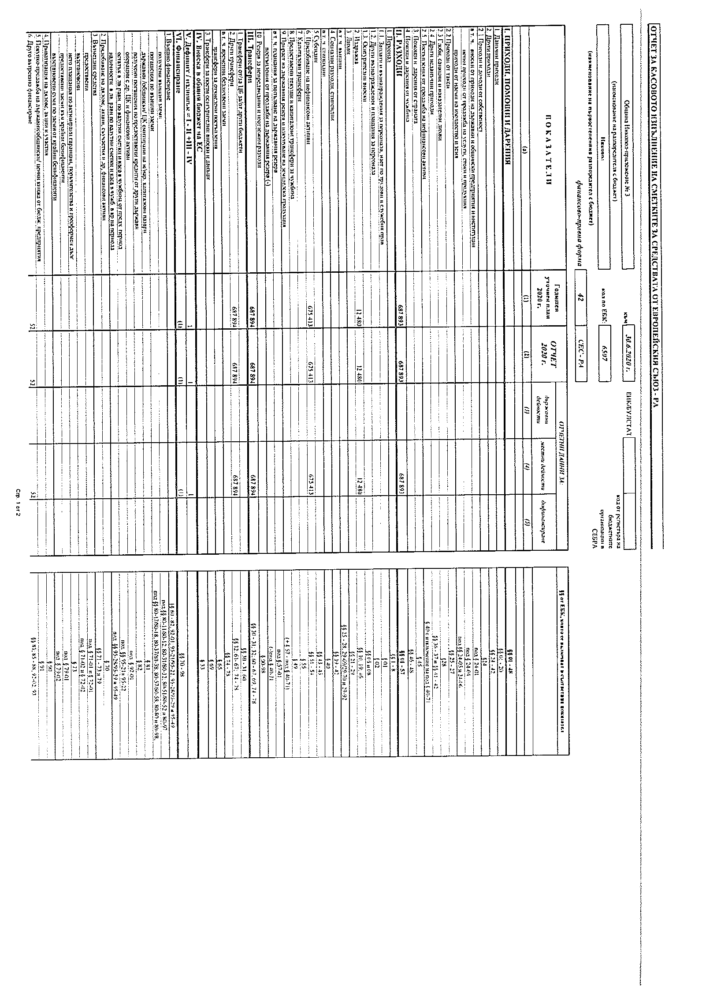 ОТЧЕТ ЗА КАСОВОТО ИЗПЪЛНЕНИЕ НА СМЕТКИТЕ ЗА СРЕДСТВАТА ОТ ЕВРОПЕЙСКИЯ СЪЮЗ - РА
Община Никопол-приложение № 3
към
30.6.2020 г.
ЕИК/БУЛСТАТ
(наименование на разпоредителя с бюджет)
код от регистъра на бюджетните организации в СЕБРА
Никопол
код по ЕБК:
6507
(наименование на първостепенния разпоредител с бюджет)
финансово-правна форма
42
СЕС - РА
П О К А З А Т Е Л И
Годишен уточнен план 2020 г.
ОТЧЕТ 2020 г.
ОТЧЕТНИ ДАННИ ЗА:
държавни дейности
местни дейности
дофинансиране
§§ от ЕБК, които се включват в съответния показател
(а) (1) (2) (3) (4) (5)
I. ПРИХОДИ, ПОМОЩИ И ДАРЕНИЯ §§ 01 - 48
1. Данъчни приходи §§ 01 - 20
2. Други приходи §§ 24 - 42
2.1 Приходи и доходи от собственост §24
в т.ч. вноски от приходи на държавни и общински предприятия и институции под § 24-01
нетни приходи от продажба на услуги, стоки и продукция под § 24-04
приходи от наеми на имущество и земя под §§ 24-05 и 24-06
2.2 Приходи от такси §§ 25 - 27
2.3 Глоби, санкции и наказателни лихви §28
2.4 Други неданъчни приходи §§ 36 - 37 и §§ 41 - 42
2.5 Постъпления от продажба на нефинансови активи § 40 с изключение на под § 40-71
3. Помощи и дарения от страната § 45
4. Помощи и дарения от чужбина §§ 46 - 48
II. РАЗХОДИ 687 893 687 893 687 893 §§ 01 - 57
1. Персонал §§ 1 - 8
1.1. Заплати и възнаграждения за персонала, нает по трудови и служебни прав § 01
1.2. Други възнаграждения и плащания за персонала § 02
1.3. Осигурителни вноски §§ 05 и 08
2. Издръжка 12 480 12 480 12 480 §§ 10, 19; 46
3. Лихви §§ 21 - 29
в т.ч. външни §§ 25 - 28; 29-69/29-70 и 29-92
4. Социални разходи, стипендии §§ 39 - 42
в т.ч. стипендии § 40
5. Субсидии §§ 43 - 45
6. Придобиване на нефинансови активи 675 413 675 413 675 413 §§ 51 - 54
7. Капиталови трансфери § 55
8. Предоставени текущи и капиталови трансфери за чужбина § 49
9. Прираст на държавния резерв и изкупуване на земеделска продукция (+ § 57 - под § 40-71)
в т.ч. плащания за попълване на държавния резерв под § 57-01
постъпления от продажби на държавния резерв (-) (-)под § 40-71
10. Резерв за непредвидени и неотложни разходи § 00-98
III. Трансфери 687 894 687 894 687 894 §§ 30 - 31; 32; 60 - 67, 69, 74 - 78
1. Трансфери от/за ЦБ за/от други бюджети §§ 30 - 31, 60
2. Други трансфери 687 894 687 894 687 894 §§ 32; 61- 67; 74 - 78
в т.ч. временни безлихвени заеми §§ 74 - 78
трансфери за отчислени постъпления § 65
3. Трансфери за поети осигурителни вноски и данъци § 69
IV. Вноска в общия бюджет на ЕС § 33
V. Дефицит / излишък = I - II +III - IV 1 1 1
VI. Финансиране (1) (1) (1) §§ 70 - 98
1. Външно финансиране §§ 80 - 82, 92-01, 95-21/95-22, 95-28/95-29 и 95-49
получени външни заеми под §§ 80-11/80-12; 80-31/80-32, 80-51/80-52 и 80-97
погашения по външни заеми под §§ 80-17/80-18, 80-37/80-38, 80-57/80-58, 80-80 и 80-98,
държавни /общински/ ЦК емитирани на м/нар. капиталови пазари § 81
получени погашения по предоставени кредити от други държави § 82
операции с др. ЦК и финансови активи под. § 92-01
остатък в лв.равн. по валутни сметки и каса в чужбина от предх. период под. §§ 95-21и 95-22
наличности в лв. равн.по валутни сметки и каса в чужб. в кр.на периода под. §§ 95-28/95-29 и 95-49
2. Придобиване на дялове, акции, съучастия и др. финансови активи § 70
3. Възмездни средства §§ 71 - 73 и 79
предоставени под. § 71-01 и § 72-01
възстановени под. § 71-02 и § 72-02
нето плащания по активирани гаранции, поръчителства и преоформен дълг § 73
предоставени заеми към крайни бенефициенти под § 79-01
възстановени суми по заеми от крайни бенефициенти под. § 79-02
4. Приватизация на дялове, акции и участия § 90
5. Покупко-продажба на държавни/общински/ ценни книжа от бюдж. предприятия § 91
6. Друго вътрешно финансиране 52 52 52 §§ 83; 85 - 88, 92-02, 93
Стр. 1 от 2